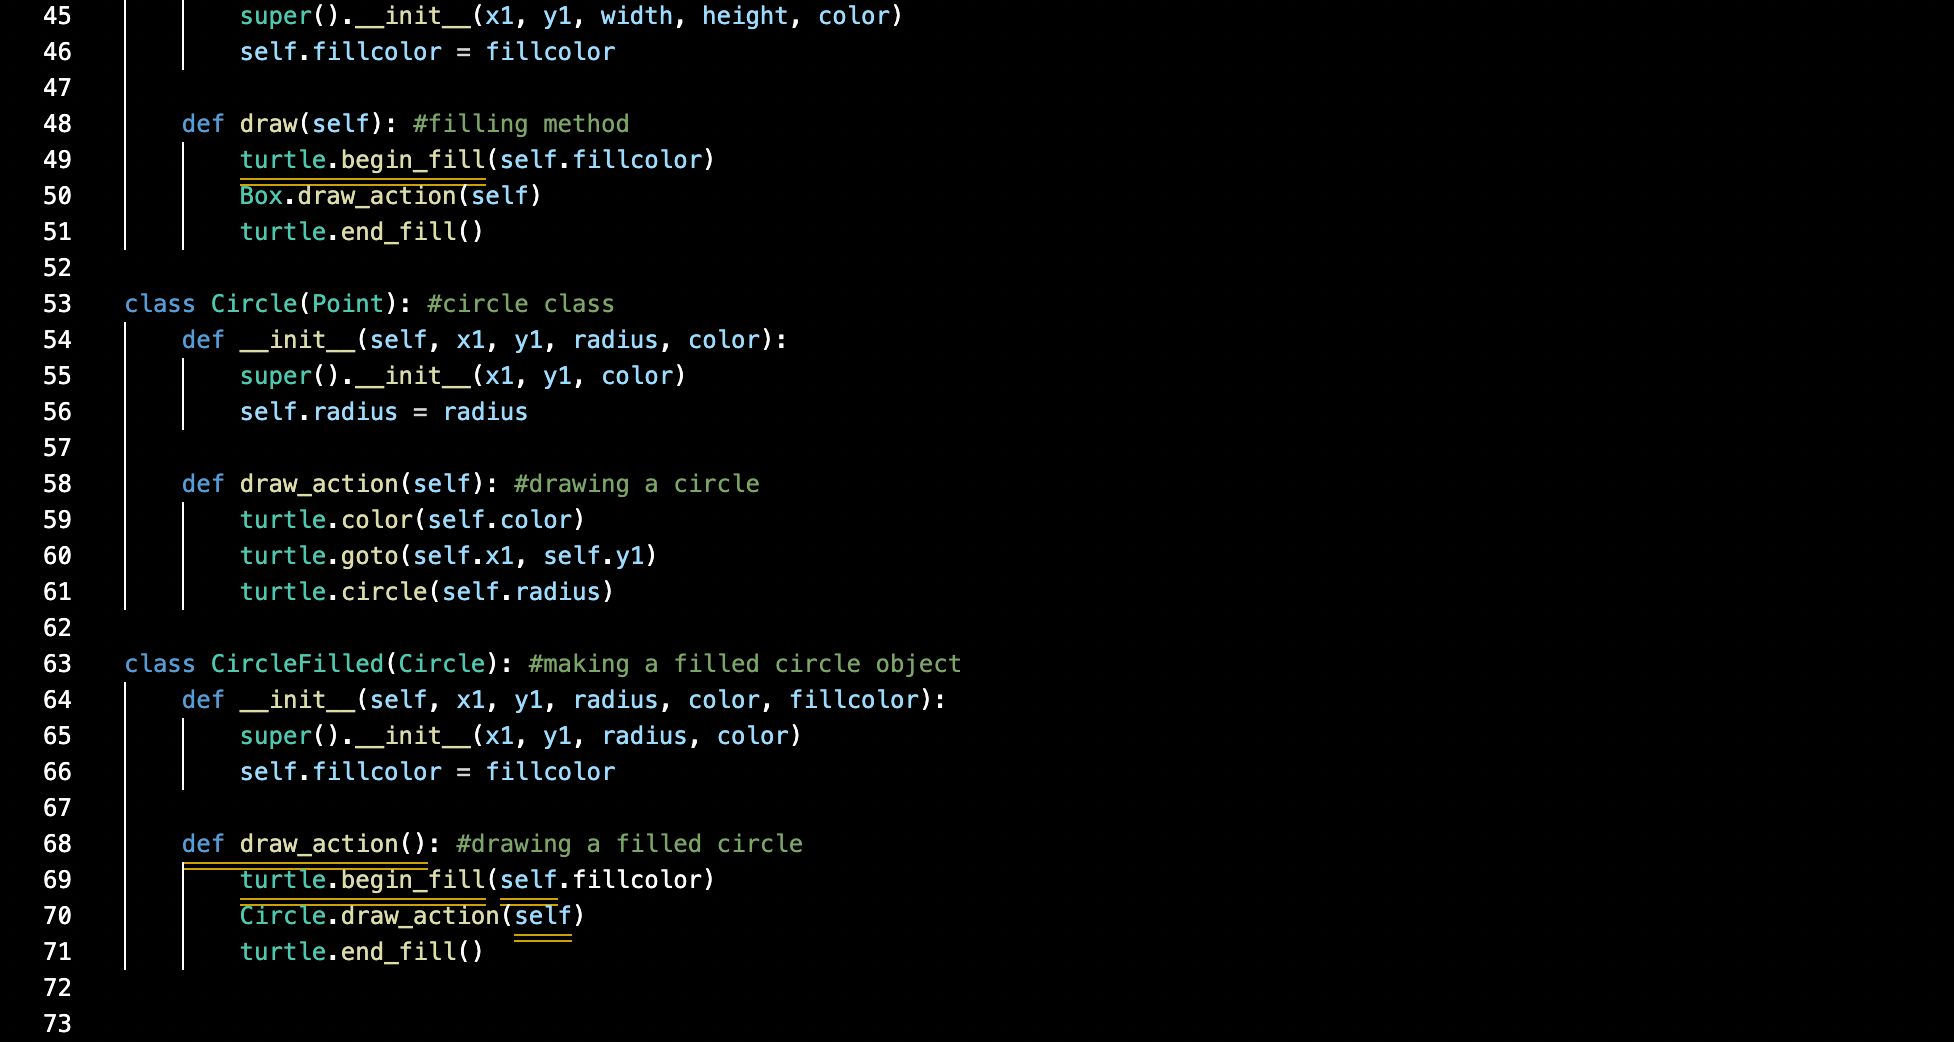 45 super().__init__(x1, y1, width, height, color)
46 self.fillcolor = fillcolor
47
48 def draw(self): #filling method
49 turtle.begin_fill(self.fillcolor)
50 Box.draw_action(self)
51 turtle.end_fill()
52
53 class Circle(Point): #circle class
54 def __init__(self, x1, y1, radius, color):
55 super().__init__(x1, y1, color)
56 self.radius = radius
57
58 def draw_action(self): #drawing a circle
59 turtle.color(self.color)
60 turtle.goto(self.x1, self.y1)
61 turtle.circle(self.radius)
62
63 class CircleFilled(Circle): #making a filled circle object
64 def __init__(self, x1, y1, radius, color, fillcolor):
65 super().__init__(x1, y1, radius, color)
66 self.fillcolor = fillcolor
67
68 def draw_action(): #drawing a filled circle
69 turtle.begin_fill(self.fillcolor)
70 Circle.draw_action(self)
71 turtle.end_fill()
72
73